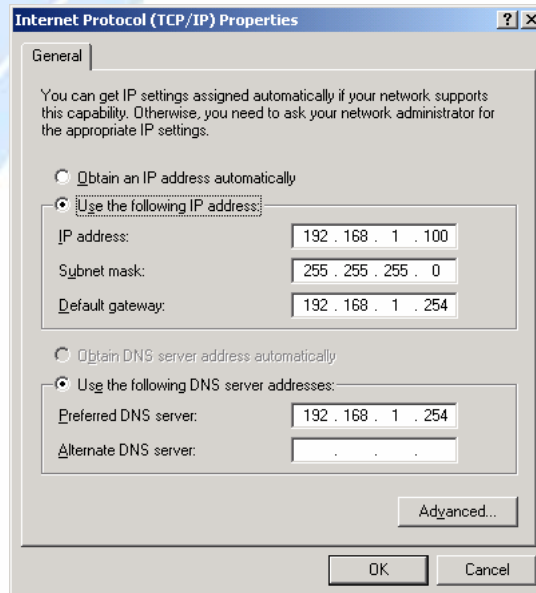 Internet Protocol (TCP/IP) Properties
General
You can get IP settings assigned automatically if your network supports
this capability. Otherwise, you need to ask your network administrator for
the appropriate IP settings.
Obtain an IP address automatically
Use the following IP address:
IP address: 192 . 168 . 1 . 100
Subnet mask: 255 . 255 . 255 . 0
Default gateway: 192 . 168 . 1 . 254
Obtain DNS server address automatically
Use the following DNS server addresses:
Preferred DNS server: 192 . 168 . 1 . 254
Alternate DNS server: . . .
Advanced...
OK Cancel